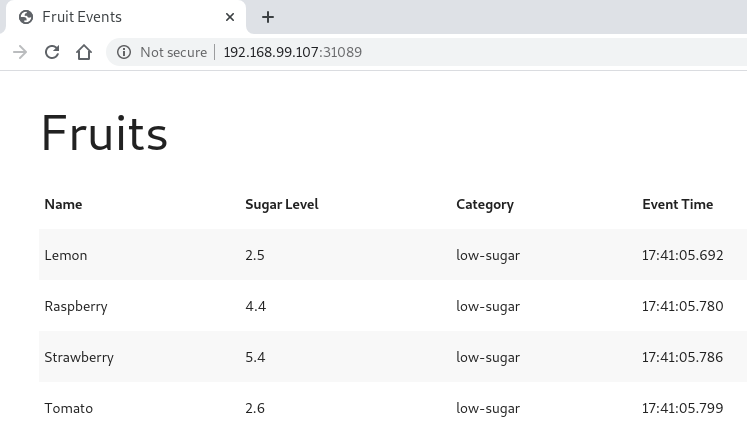 Fruit Events
Not secure 192.168.99.107:31089
Fruits
Name Sugar Level Category Event Time
Lemon 2.5 low-sugar 17:41:05.692
Raspberry 4.4 low-sugar 17:41:05.780
Strawberry 5.4 low-sugar 17:41:05.786
Tomato 2.6 low-sugar 17:41:05.799